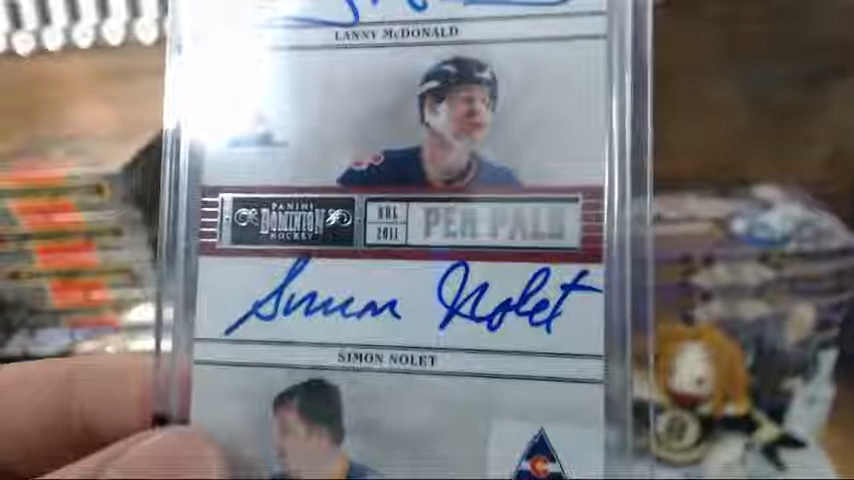 LANNY McDONALD
PANINI
DOMINION
HOCKEY
NHL
2011
PEN PALS
Simon Nolet
SIMON NOLET
C